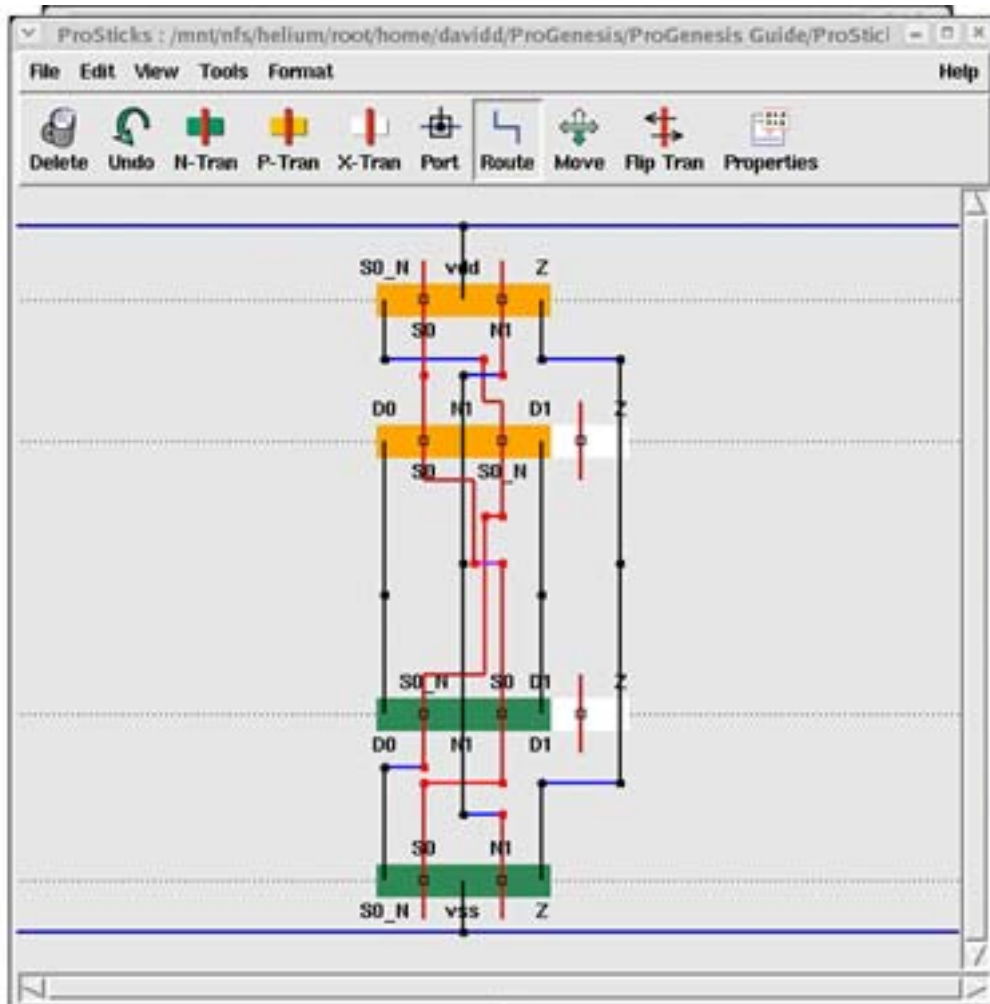 ProSticks : /mnt/nfs/helium/root/home/davidd/ProGenesis/ProGenesis Guide/ProSticl
File Edit View Tools Format Help
Delete Undo N-Tran P-Tran X-Tran Port Route Move Flip Tran Properties
S0_N vdd Z
S0 N1
D0 N1 D1 Z
S0 S0_N
S0_N S0 D1 Z
D0 N1 D1
S0 N1
S0_N vss Z